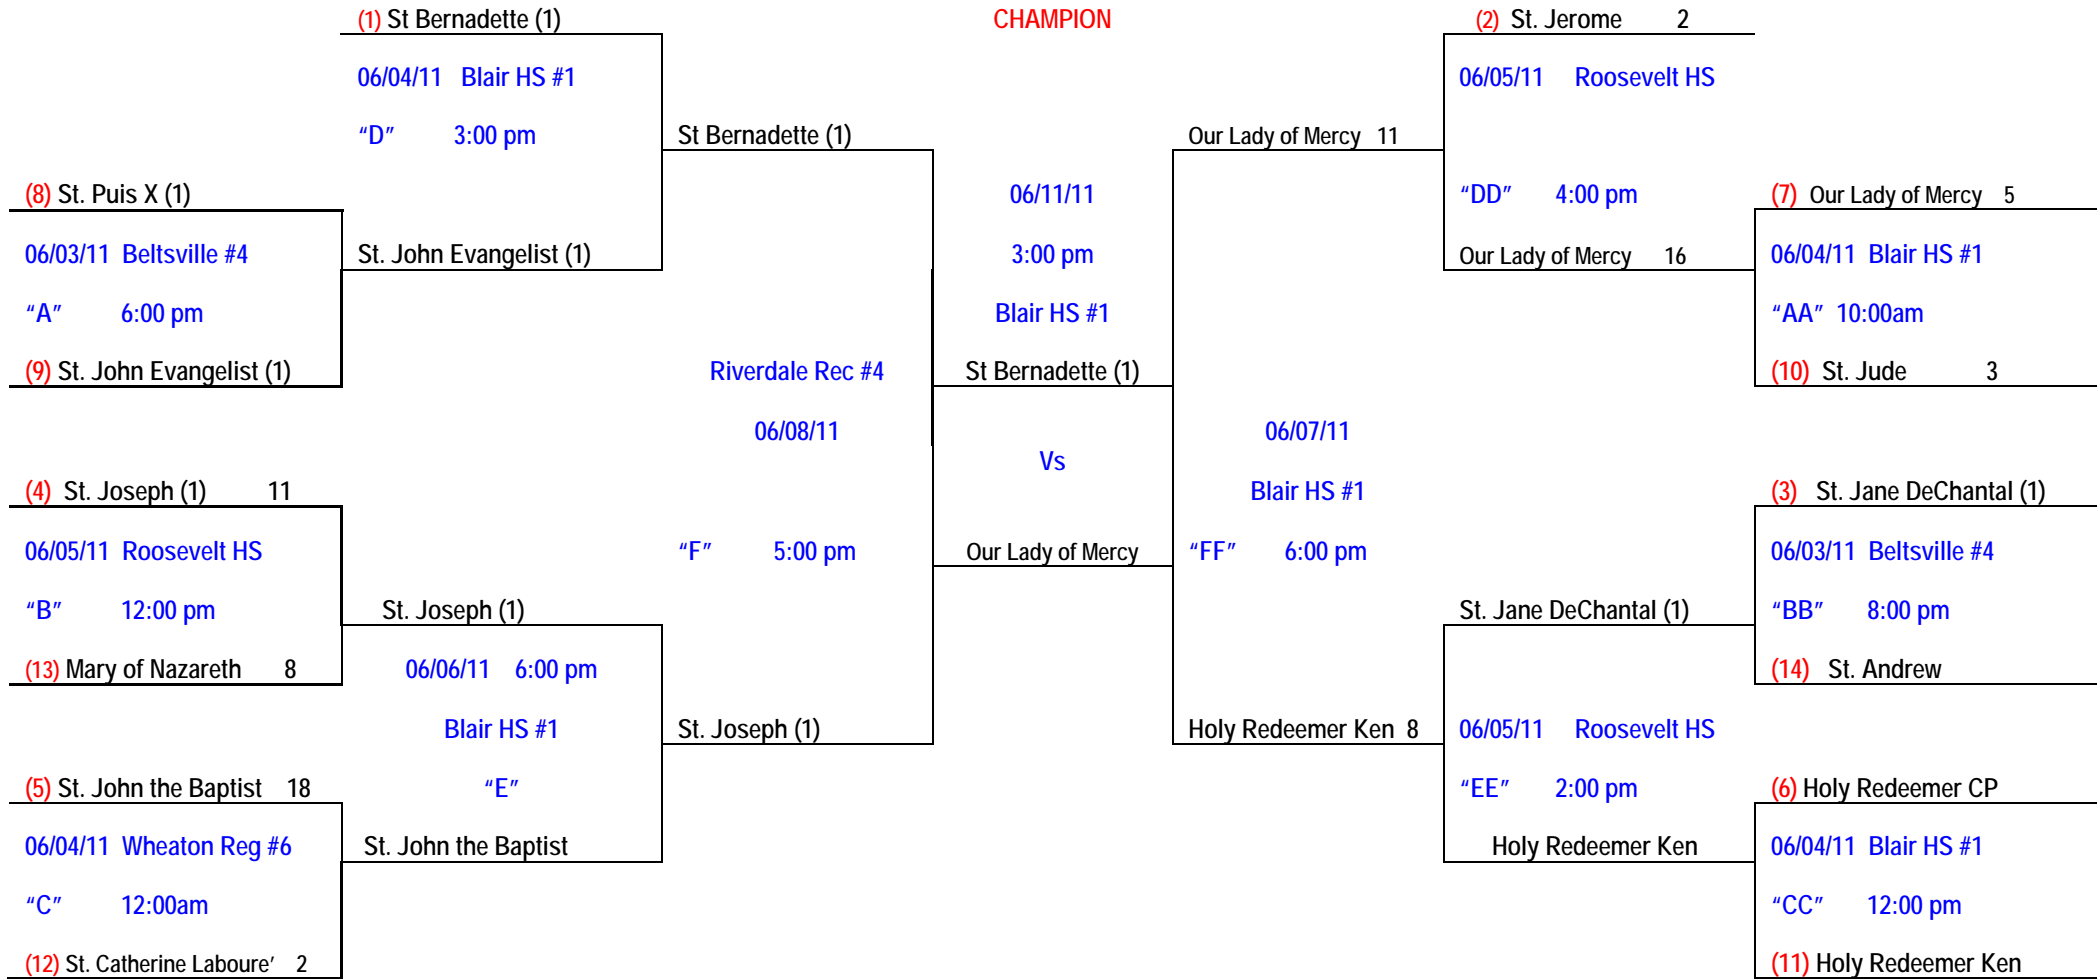 (1) St Bernadette (1)
CHAMPION
(2) St. Jerome 2
06/04/11 Blair HS #1
06/05/11 Roosevelt HS
“D” 3:00 pm
St Bernadette (1)
Our Lady of Mercy 11
(8) St. Puis X (1)
06/11/11
“DD” 4:00 pm
(7) Our Lady of Mercy 5
06/03/11 Beltsville #4
St. John Evangelist (1)
3:00 pm
Our Lady of Mercy 16
06/04/11 Blair HS #1
“A” 6:00 pm
Blair HS #1
“AA” 10:00am
(9) St. John Evangelist (1)
Riverdale Rec #4
St Bernadette (1)
(10) St. Jude 3
06/08/11
06/07/11
Vs
(4) St. Joseph (1) 11
Blair HS #1
(3) St. Jane DeChantal (1)
06/05/11 Roosevelt HS
“F” 5:00 pm
Our Lady of Mercy
“FF” 6:00 pm
06/03/11 Beltsville #4
“B” 12:00 pm
St. Joseph (1)
St. Jane DeChantal (1)
“BB” 8:00 pm
(13) Mary of Nazareth 8
06/06/11 6:00 pm
(14) St. Andrew
Blair HS #1
St. Joseph (1)
Holy Redeemer Ken 8
06/05/11 Roosevelt HS
(5) St. John the Baptist 18
“E”
“EE” 2:00 pm
(6) Holy Redeemer CP
06/04/11 Wheaton Reg #6
St. John the Baptist
Holy Redeemer Ken
06/04/11 Blair HS #1
“C” 12:00am
“CC” 12:00 pm
(12) St. Catherine Laboure’ 2
(11) Holy Redeemer Ken